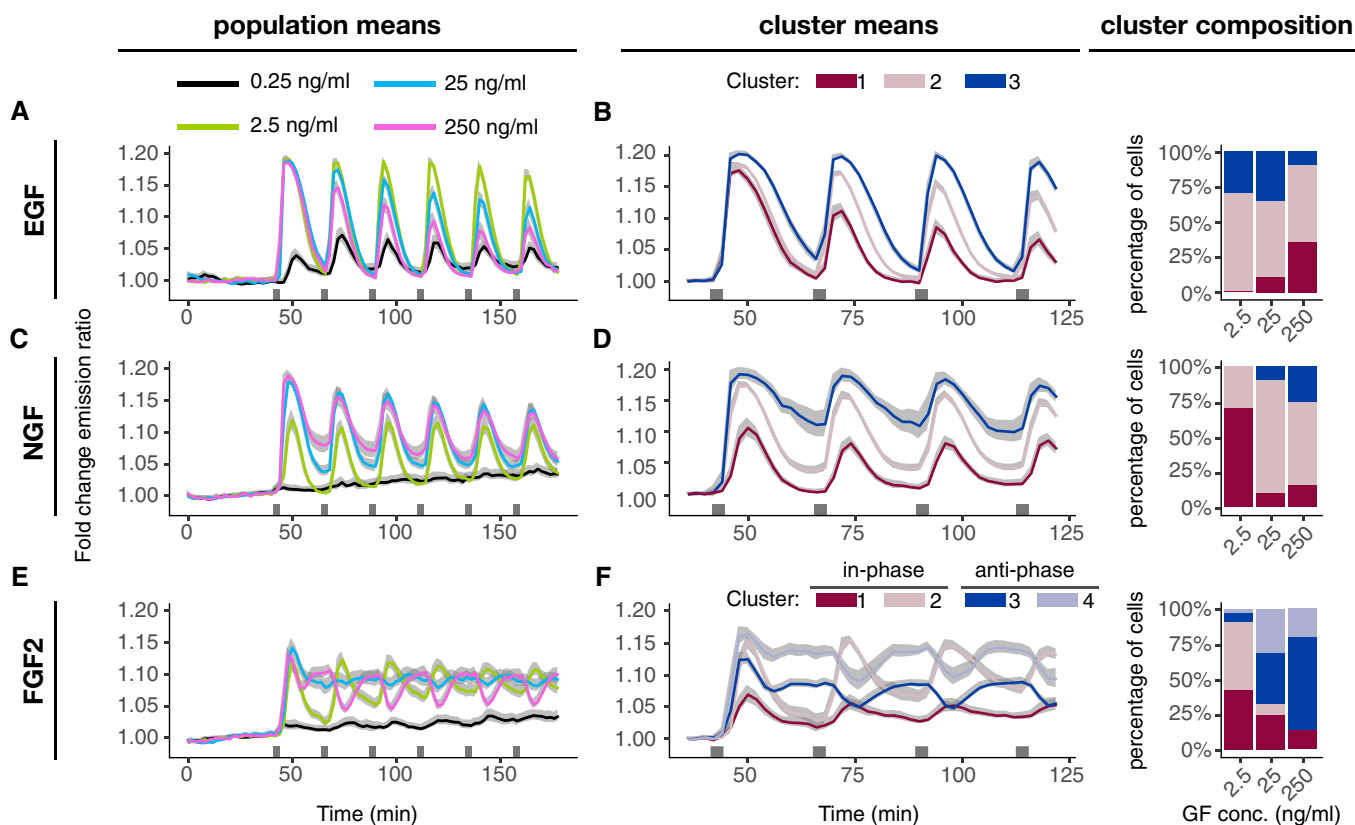 population means
cluster means
cluster composition
0.25 ng/ml
25 ng/ml
2.5 ng/ml
250 ng/ml
Cluster: 1 2 3
A
B
EGF
1.20
1.15
1.10
1.05
1.00
0 50 100 150
1.20
1.15
1.10
1.05
1.00
50 75 100 125
percentage of cells
100%
75%
50%
25%
0%
2.5 25 250
C
D
NGF
Fold change emission ratio
1.20
1.15
1.10
1.05
1.00
0 50 100 150
1.20
1.15
1.10
1.05
1.00
50 75 100 125
percentage of cells
100%
75%
50%
25%
0%
2.5 25 250
E
F
FGF2
in-phase anti-phase
Cluster: 1 2 3 4
1.20
1.15
1.10
1.05
1.00
0 50 100 150
Time (min)
1.20
1.15
1.10
1.05
1.00
50 75 100 125
Time (min)
percentage of cells
100%
75%
50%
25%
0%
2.5 25 250
GF conc. (ng/ml)